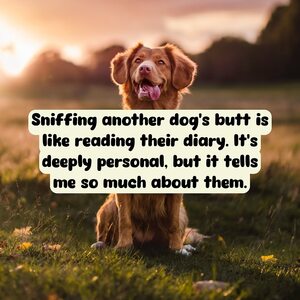 Sniffing another dog's butt is
like reading their diary. It's
deeply personal, but it tells
me so much about them.